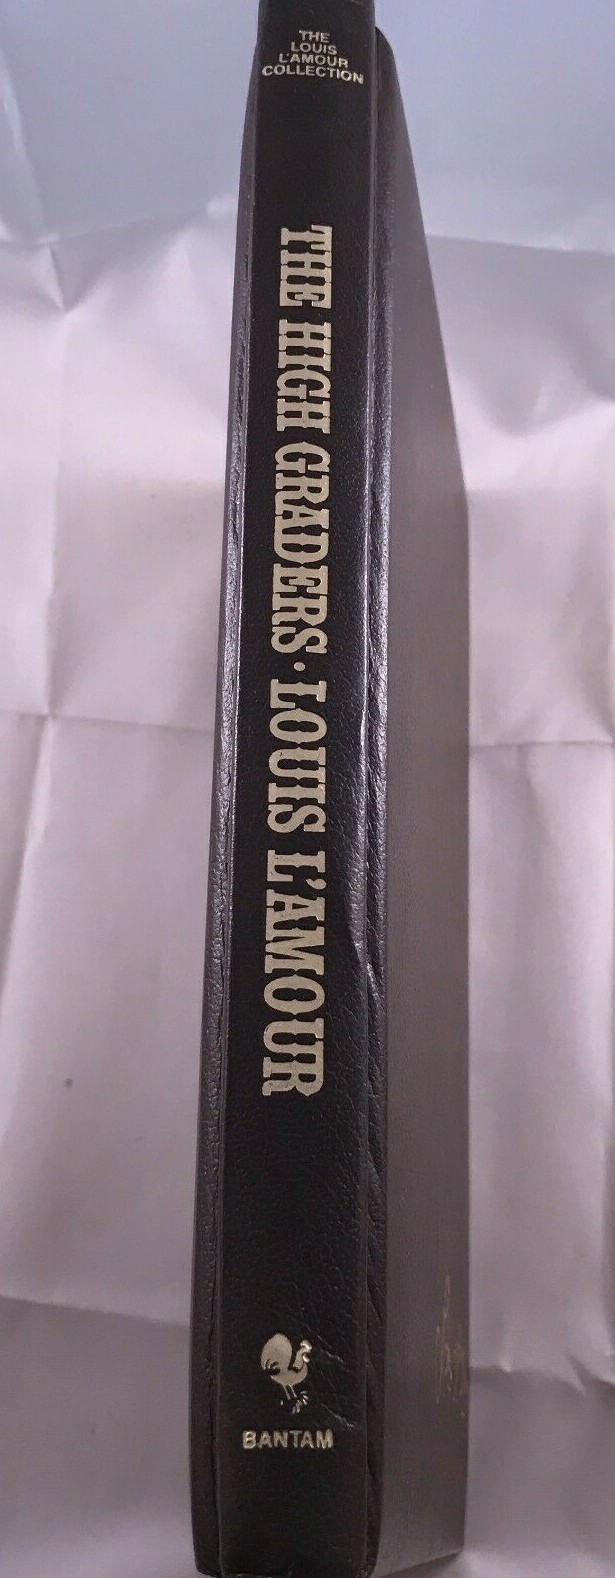 THE
LOUIS
L'AMOUR
COLLECTION
THE HIGH GRADERS · LOUIS L'AMOUR
BANTAM